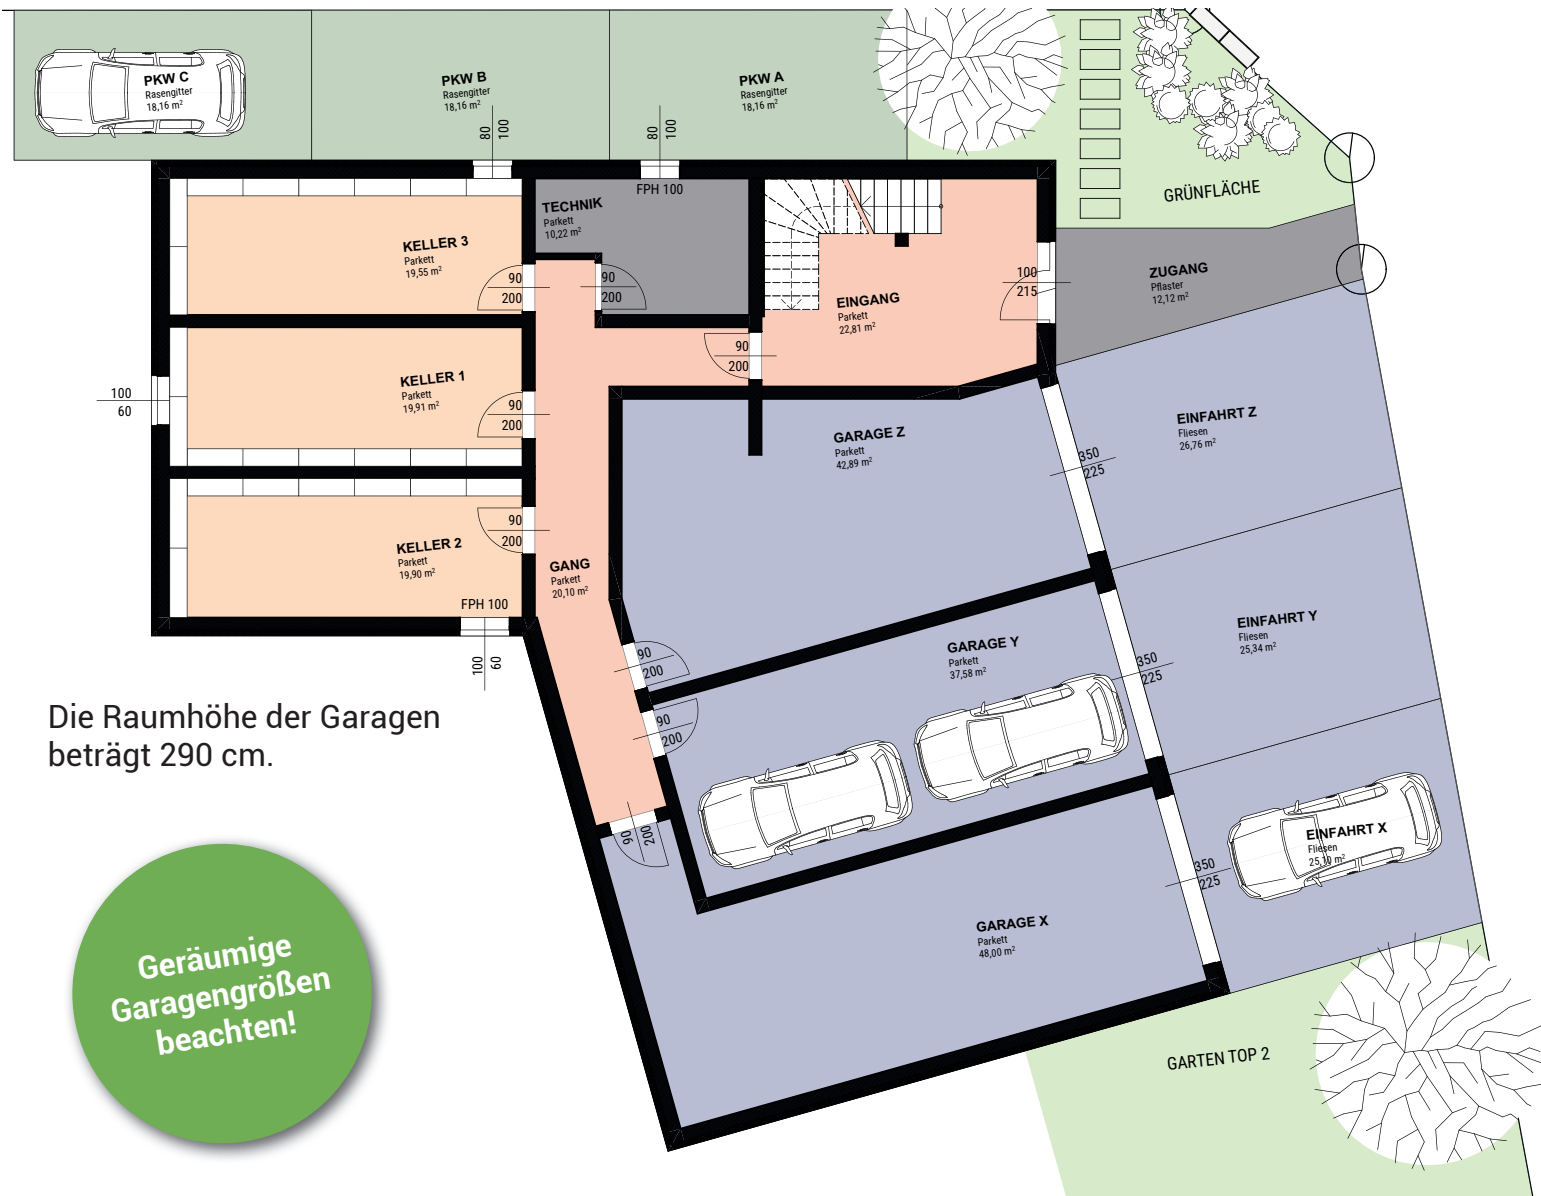 PKW C
Rasengitter
18,16 m²
PKW B
Rasengitter
18,16 m²
PKW A
Rasengitter
18,16 m²
80
100
80
100
FPH 100
GRÜNFLÄCHE
TECHNIK
Parkett
10,22 m²
KELLER 3
Parkett
19,55 m²
90
200
90
200
EINGANG
Parkett
22,81 m²
100
215
ZUGANG
Pflaster
12,12 m²
90
200
KELLER 1
Parkett
19,91 m²
100
60
90
200
GARAGE Z
Parkett
42,89 m²
EINFAHRT Z
Fliesen
26,76 m²
350
225
KELLER 2
Parkett
19,90 m²
90
200
FPH 100
100
60
GANG
Parkett
20,10 m²
90
200
GARAGE Y
Parkett
37,58 m²
EINFAHRT Y
Fliesen
25,34 m²
350
225
90
200
Die Raumhöhe der Garagen
beträgt 290 cm.
90
200
EINFAHRT X
Fliesen
25,10 m²
350
225
GARAGE X
Parkett
48,00 m²
Geräumige
Garagengrößen
beachten!
GARTEN TOP 2